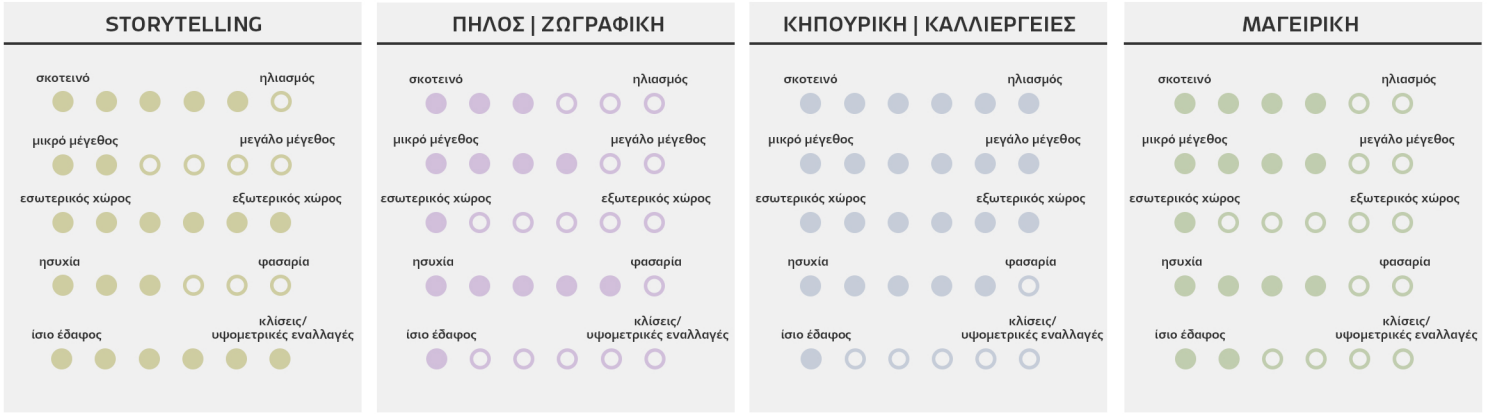 STORYTELLING
σκοτεινό ηλιασμός
μικρό μέγεθος μεγάλο μέγεθος
εσωτερικός χώρος εξωτερικός χώρος
ησυχία φασαρία
ίσιο έδαφος κλίσεις/
υψομετρικές εναλλαγές
ΠΗΛΟΣ | ΖΩΓΡΑΦΙΚΗ
σκοτεινό ηλιασμός
μικρό μέγεθος μεγάλο μέγεθος
εσωτερικός χώρος εξωτερικός χώρος
ησυχία φασαρία
ίσιο έδαφος κλίσεις/
υψομετρικές εναλλαγές
ΚΗΠΟΥΡΙΚΗ | ΚΑΛΛΙΕΡΓΕΙΕΣ
σκοτεινό ηλιασμός
μικρό μέγεθος μεγάλο μέγεθος
εσωτερικός χώρος εξωτερικός χώρος
ησυχία φασαρία
ίσιο έδαφος κλίσεις/
υψομετρικές εναλλαγές
ΜΑΓΕΙΡΙΚΗ
σκοτεινό ηλιασμός
μικρό μέγεθος μεγάλο μέγεθος
εσωτερικός χώρος εξωτερικός χώρος
ησυχία φασαρία
ίσιο έδαφος κλίσεις/
υψομετρικές εναλλαγές